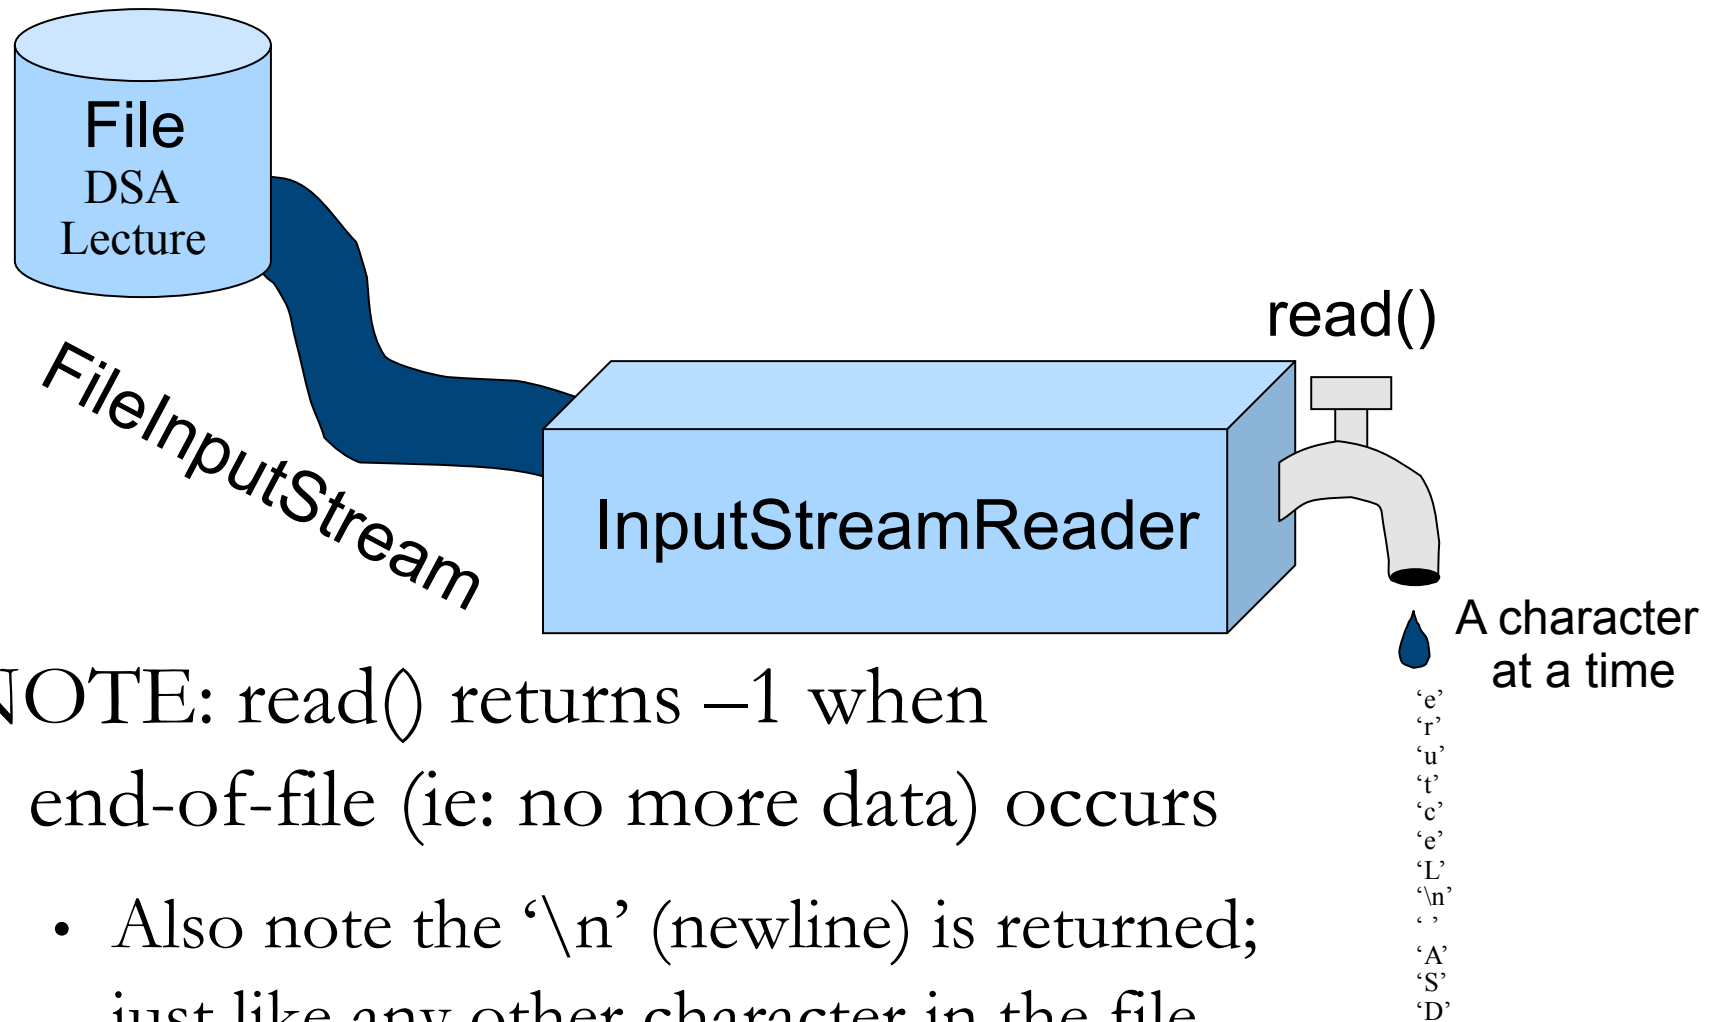 File
DSA
Lecture
FileInputStream
InputStreamReader
read()
A character
at a time
‘e’
‘r’
‘u’
‘t’
‘c’
‘e’
‘L’
‘\n’
‘ ’
‘A’
‘S’
‘D’
NOTE: read() returns –1 when
end-of-file (ie: no more data) occurs
• Also note the ‘\n’ (newline) is returned;
just like any other character in the file